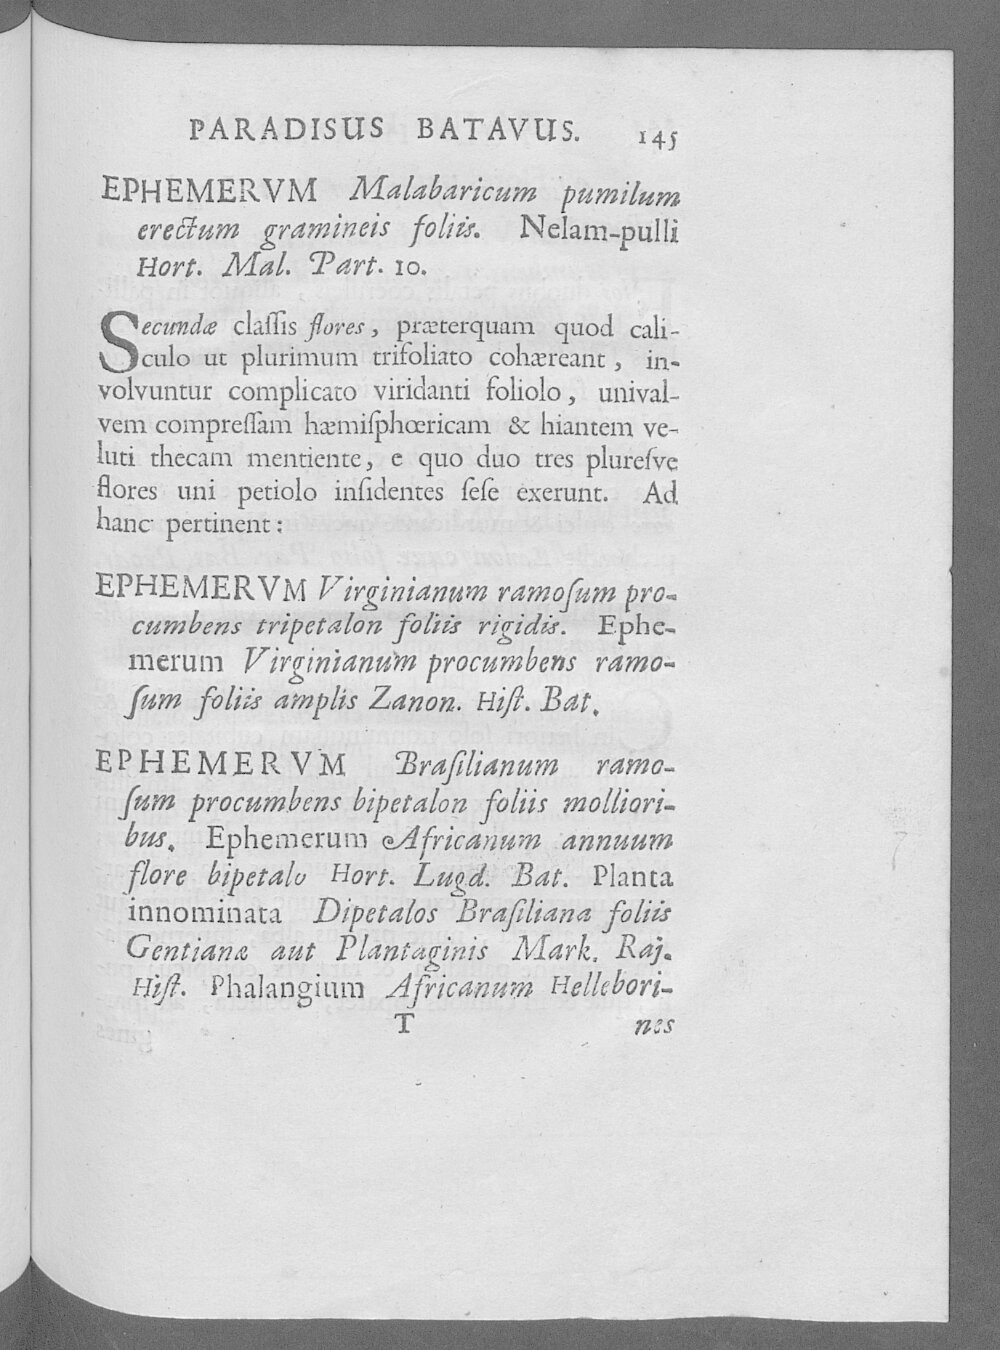 PARADISUS BATAVUS. 145
EPHEMERVM Malabaricum pumilum
erectum gramineis foliis. Nelam-pulli
Hort. Mal. Part. 10.
Secundæ claſſis flores, præterquam quod cali-
culo ut plurimum trifoliato cohæreant, in-
volvuntur complicato viridanti foliolo, unival-
vem compreſſam hæmiſphœricam & hiantem ve-
luti thecam mentiente, e quo duo tres plureſve
flores uni petiolo inſidentes ſeſe exerunt. Ad
hanc pertinent:
EPHEMERVM Virginianum ramoſum pro-
cumbens tripetalon foliis rigidis. Ephe-
merum Virginianum procumbens ramo-
ſum foliis amplis Zanon. Hiſt. Bat.
EPHEMERVM Braſilianum ramo-
ſum procumbens bipetalon foliis molliori-
bus. Ephemerum Africanum annuum
flore bipetalo Hort. Lugd. Bat. Planta
innominata Dipetalos Braſiliana foliis
Gentianæ aut Plantaginis Mark. Raj.
Hiſt. Phalangium Africanum Hellebori-
T nes